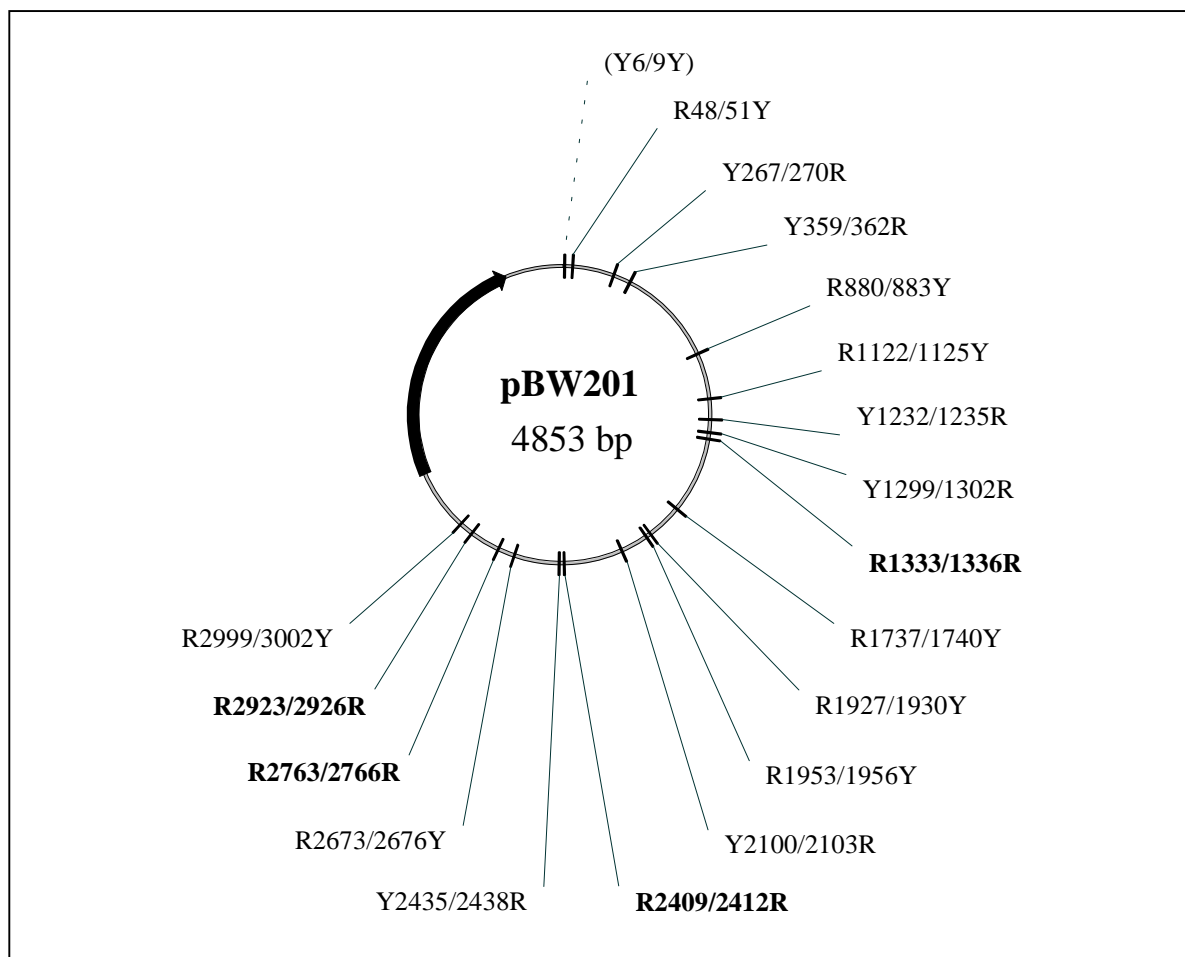 (Y6/9Y)
R48/51Y
Y267/270R
Y359/362R
R880/883Y
R1122/1125Y
pBW201
4853 bp
Y1232/1235R
Y1299/1302R
R1333/1336R
R2999/3002Y
R1737/1740Y
R2923/2926R
R1927/1930Y
R2763/2766R
R1953/1956Y
R2673/2676Y
Y2100/2103R
Y2435/2438R
R2409/2412R